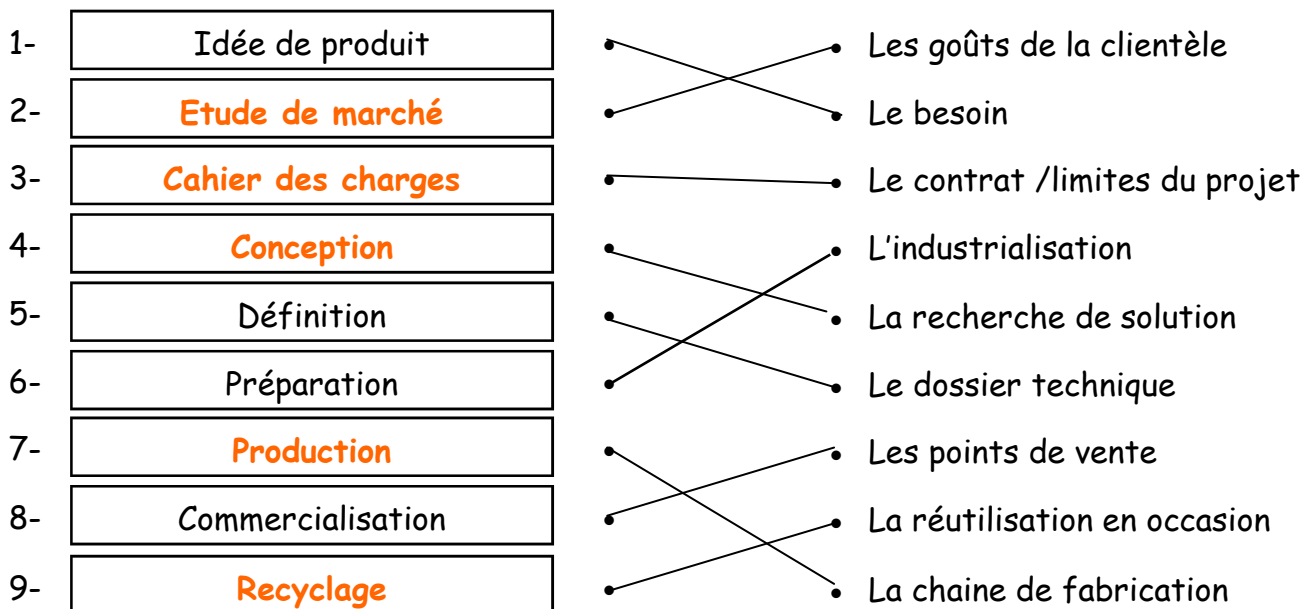 1- Idée de produit Les goûts de la clientèle
2- Etude de marché Le besoin
3- Cahier des charges Le contrat /limites du projet
4- Conception L'industrialisation
5- Définition La recherche de solution
6- Préparation Le dossier technique
7- Production Les points de vente
8- Commercialisation La réutilisation en occasion
9- Recyclage La chaine de fabrication